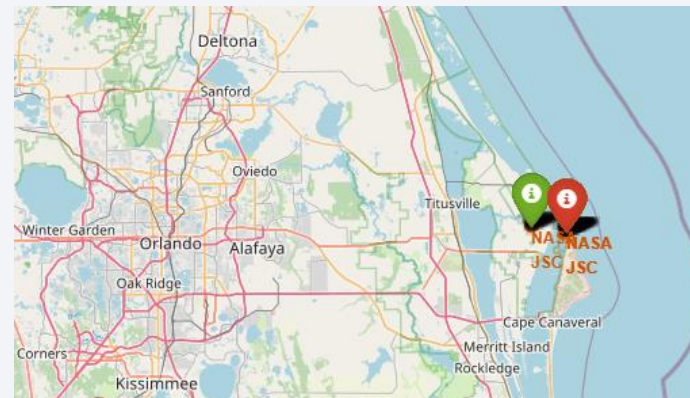 Deltona
Sanford
Oviedo
Titusville
Winter Garden
Orlando
Alafaya
NASA
JSC
NASA
JSC
Oak Ridge
Cape Canaveral
Merritt Island
Rockledge
Corners
Kissimmee